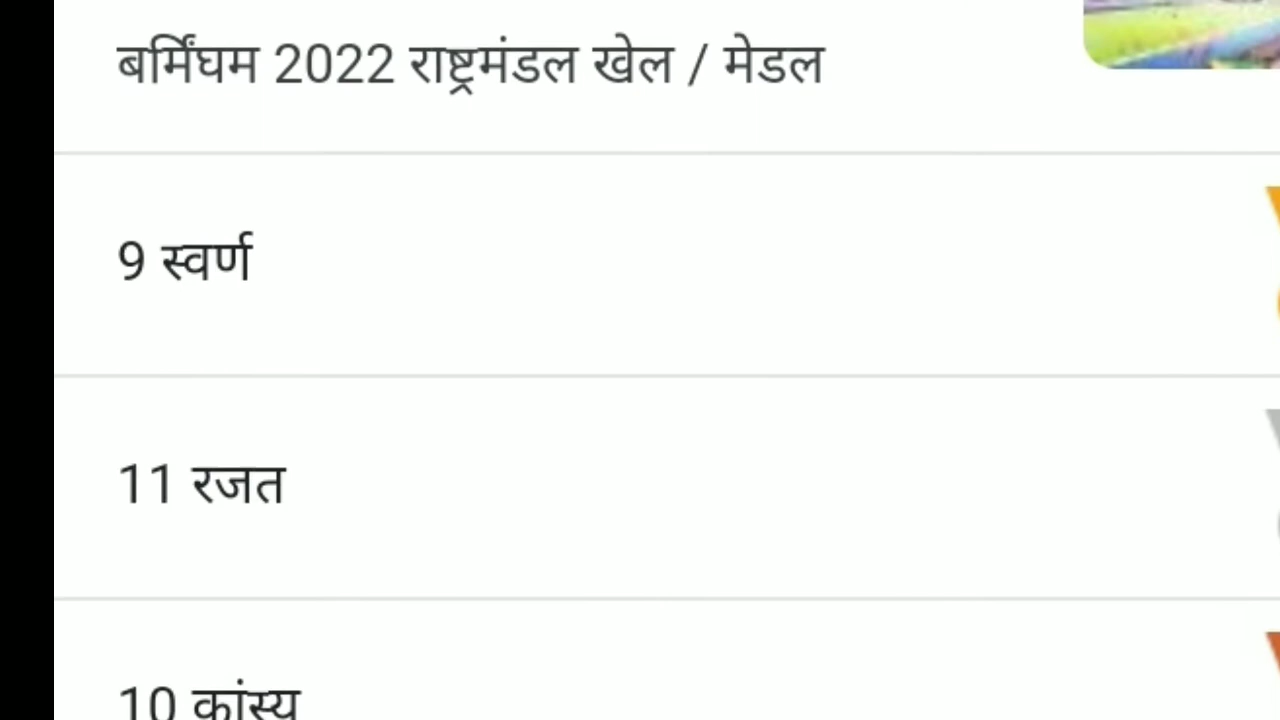 बर्मिंघम 2022 राष्ट्रमंडल खेल / मेडल
9 स्वर्ण
11 रजत
10 कांस्य